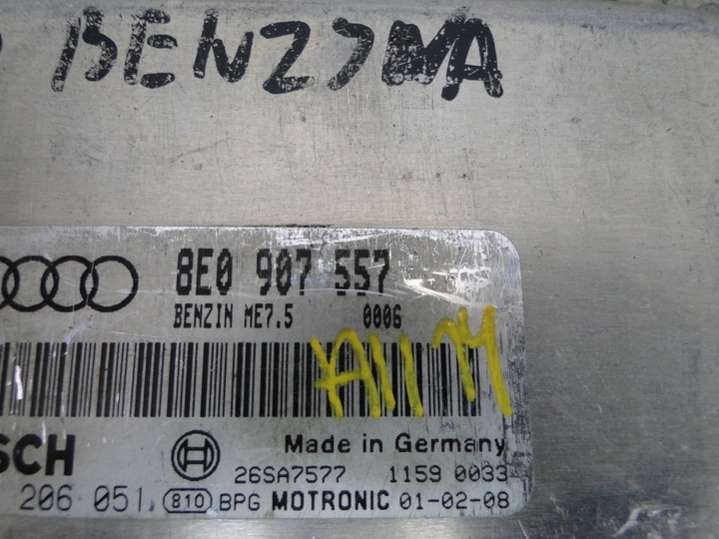 BENZINA
8E0 907 557
BENZIN ME7.5 0006
SCH
Made in Germany
26SA7577 1159 0033
206 051 810 BPG MOTRONIC 01-02-08